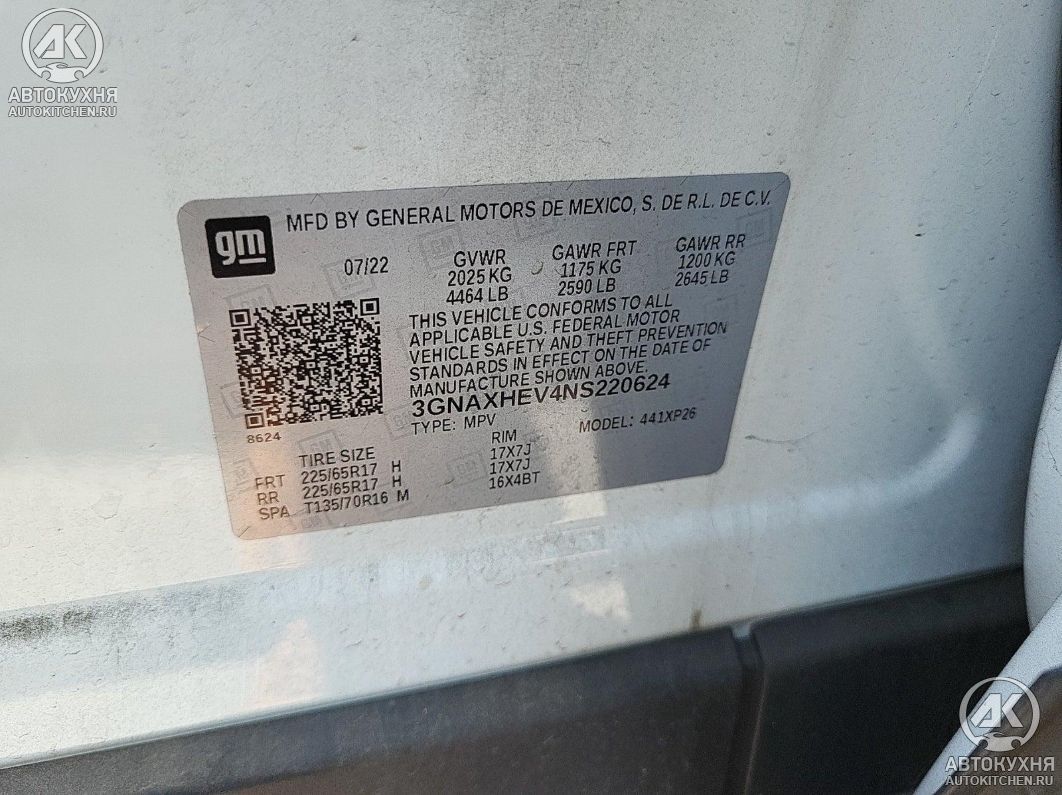 AK
АВТОКУХНЯ
AUTOKITCHEN.RU
gm
MFD BY GENERAL MOTORS DE MEXICO, S. DE R.L. DE C.V.
07/22 GVWR GAWR FRT GAWR RR
2025 KG 1175 KG 1200 KG
4464 LB 2590 LB 2645 LB
THIS VEHICLE CONFORMS TO ALL
APPLICABLE U.S. FEDERAL MOTOR
VEHICLE SAFETY AND THEFT PREVENTION
STANDARDS IN EFFECT ON THE DATE OF
MANUFACTURE SHOWN ABOVE.
3GNAXHEV4NS220624
TYPE: MPV MODEL: 441XP26
8624
TIRE SIZE RIM
FRT 225/65R17 H 17X7J
RR 225/65R17 H 17X7J
SPA T135/70R16 M 16X4BT
AK
АВТОКУХНЯ
AUTOKITCHEN.RU